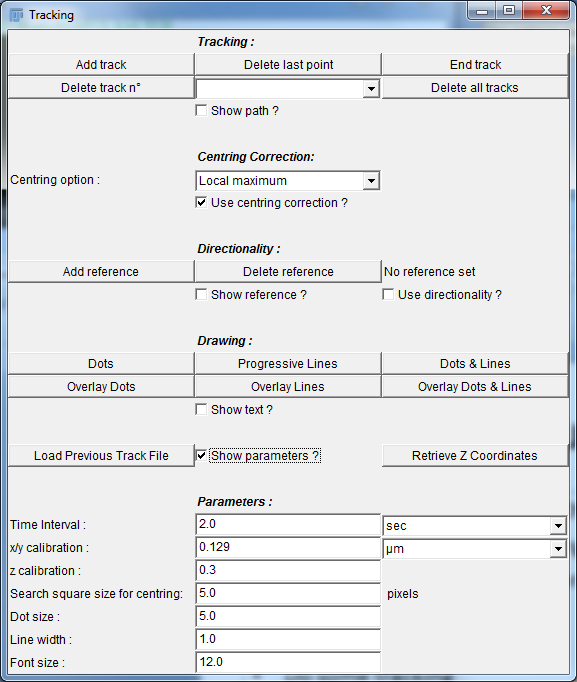 Tracking
Tracking :
Add track Delete last point End track
Delete track n° Delete all tracks
Show path ?
Centring Correction:
Centring option : Local maximum
Use centring correction ?
Directionality :
Add reference Delete reference No reference set
Show reference ? Use directionality ?
Drawing :
Dots Progressive Lines Dots & Lines
Overlay Dots Overlay Lines Overlay Dots & Lines
Show text ?
Load Previous Track File Show parameters ? Retrieve Z Coordinates
Parameters :
Time Interval : 2.0 sec
x/y calibration : 0.129 µm
z calibration : 0.3
Search square size for centring: 5.0 pixels
Dot size : 5.0
Line width : 1.0
Font size : 12.0